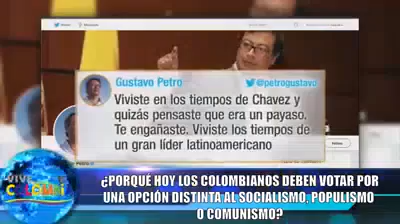 Gustavo Petro
@petrogustavo
Viviste en los tiempos de Chavez y
quizás pensaste que era un payaso.
Te engañaste. Viviste los tiempos de
un gran líder latinoamericano
VIVE
COLOMBI
¿PORQUÉ HOY LOS COLOMBIANOS DEBEN VOTAR POR
UNA OPCIÓN DISTINTA AL SOCIALISMO, POPULISMO
O COMUNISMO?